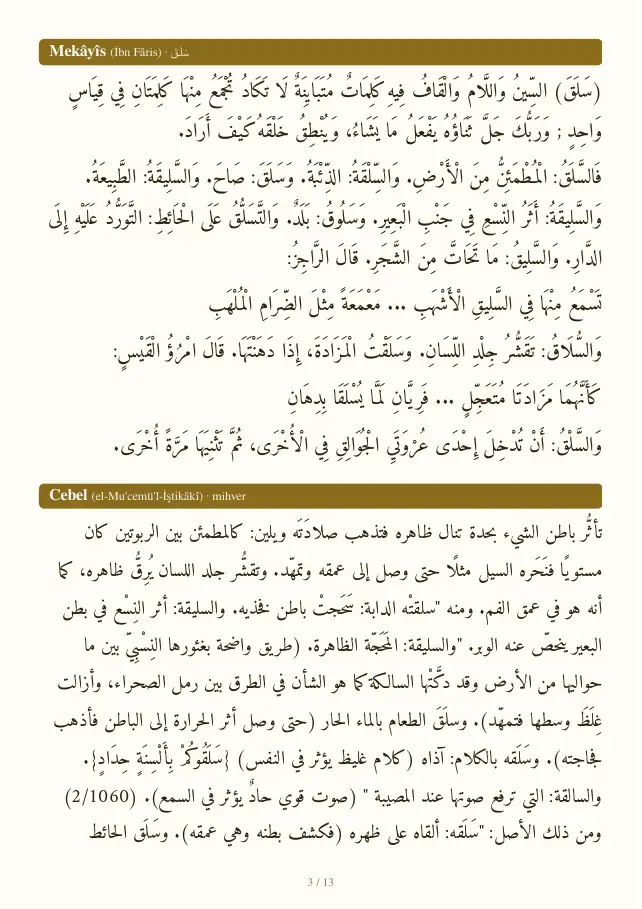 Mekâyîs (İbn Fâris) · سَلَقَ
(سَلَقَ) السِّينُ وَاللَّامُ وَالْقَافُ فِيهِ كَلِمَاتٌ مُتَبَايِنَةٌ لَا تَكَادُ تُجْمَعُ مِنْهَا كَلِمَتَانِ فِي قِيَاسٍ
وَاحِدٍ ; وَرَبُّكَ جَلَّ ثَنَاؤُهُ يَفْعَلُ مَا يَشَاءُ، وَيُنْطِقُ خَلْقَهُ كَيْفَ أَرَادَ.
فَالسَّلَقُ: الْمُطْمَئِنُّ مِنَ الْأَرْضِ. وَالسِّلْقَةُ: الذِّئْبَةُ. وَسَلَقَ: صَاحَ. وَالسَّلِيقَةُ: الطَّبِيعَةُ.
وَالسَّلِيقَةُ: أَثَرُ النِّسْعِ فِي جَنْبِ الْبَعِيرِ. وَسَلُوقُ: بَلَدٌ. وَالتَّسَلُّقُ عَلَى الْحَائِطِ: التَّوَرُّدُ عَلَيْهِ إِلَى
الدَّارِ. وَالسَّلِيقُ: مَا تَحَاتَّ مِنَ الشَّجَرِ. قَالَ الرَّاجِزُ:
تَسْمَعُ مِنْهَا فِي السَّلِيقِ الْأَشْهَبِ ... مَعْمَعَةً مِثْلَ الضِّرَامِ الْمُلْهَبِ
وَالسُّلَاقُ: تَقَشُّرُ جِلْدِ اللِّسَانِ. وَسَلَقْتُ الْمَزَادَةَ، إِذَا دَهَنْتَهَا. قَالَ امْرُؤُ الْقَيْسِ:
كَأَنَّهُمَا مَزَادَتَا مُتَعَجِّلٍ ... فَرِيَّانِ لَمَّا يُسْلَقَا بِدِهَانِ
وَالسَّلْقُ: أَنْ تُدْخِلَ إِحْدَى عُرْوَتَيِ الْجُوَالِقِ فِي الْأُخْرَى، ثُمَّ تَثْنِيَهَا مَرَّةً أُخْرَى.
Cebel (el-Mu'cemü'l-İştikâkî) · mihver
تأثُّر باطن الشيء بحدة تنال ظاهره فتذهب صلادَتَه ويلين: كالمطمئن بين الربوتين كان
مستويًا فنَحَره السيل مثلًا حتى وصل إلى عمقه وتمهّد. وتقشُّر جلد اللسان يُرِقُّ ظاهره، كما
أنه هو في عمق الفم. ومنه "سلقتْه الدابة: سَحَجتْ باطن فخذيه. والسليقة: أثر النِسْع في بطن
البعير ينحصّ عنه الوبر. "والسليقة: المَحَجّة الظاهرة. (طريق واضحة بغئورها النِسْبِيّ بين ما
حواليها من الأرض وقد دكَّتْها السالكة كما هو الشأن في الطرق بين رمل الصحراء، وأزالت
غِلَظَ وسطها فتمهّد). وسلَقَ الطعام بالماء الحار (حتى وصل أثر الحرارة إلى الباطن فأذهب
فجاجته). وسَلَقه بالكلام: آذاه (كلام غليظ يؤثر في النفس) {سَلَقُوكُمْ بِأَلْسِنَةٍ حِدَادٍ}.
والسالقة: التي ترفع صوتها عند المصيبة " (صوت قوي حادٌ يؤثر في السمع). (2/1060)
ومن ذلك الأصل: "سَلَقه: ألقاه على ظهره (فكشف بطنه وهي عمقه). وسَلَق الحائط
3 / 13